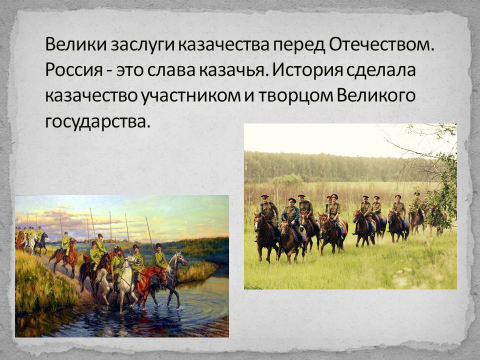 Велики заслуги казачества перед Отечеством.
Россия - это слава казачья. История сделала
казачество участником и творцом Великого
государства.